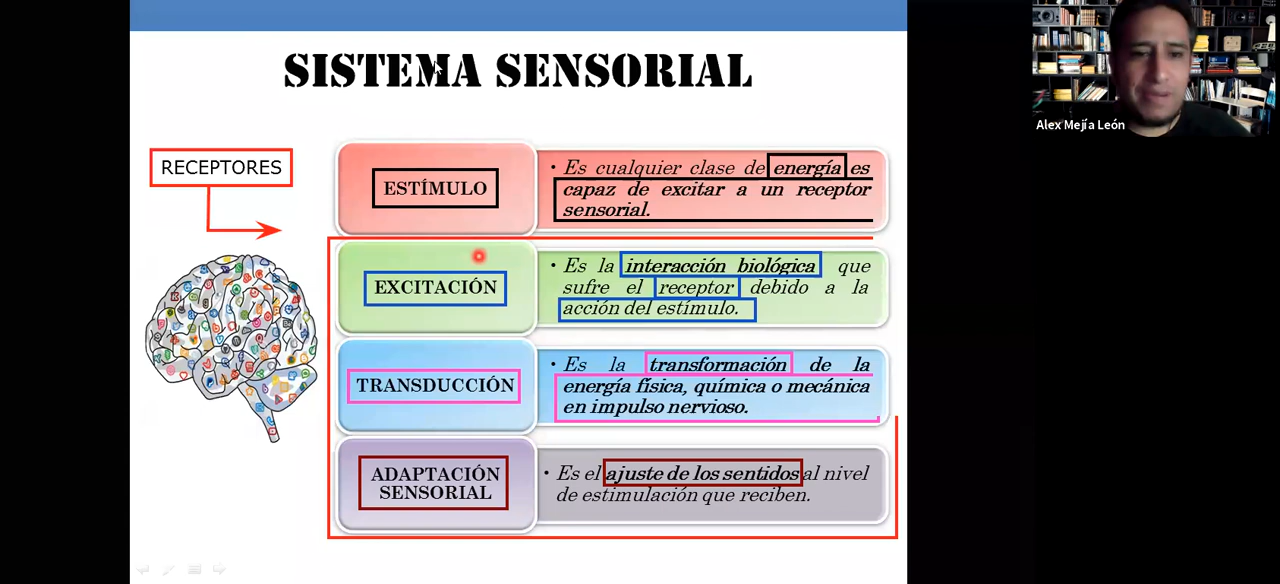 SISTEMA SENSORIAL
Alex Mejía León
RECEPTORES
ESTÍMULO
• Es cualquier clase de energía es
capaz de excitar a un receptor
sensorial.
EXCITACIÓN
• Es la interacción biológica que
sufre el receptor debido a la
acción del estímulo.
TRANSDUCCIÓN
• Es la transformación de la
energía física, química o mecánica
en impulso nervioso.
ADAPTACIÓN
SENSORIAL
• Es el ajuste de los sentidos al nivel
de estimulación que reciben.